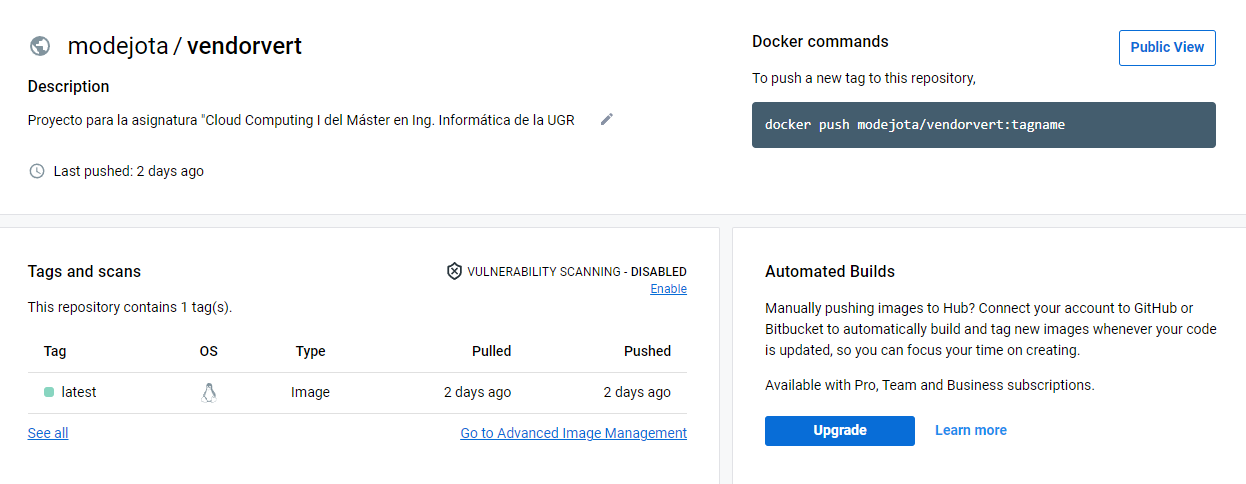 modejota / vendorvert
Description
Proyecto para la asignatura "Cloud Computing I del Máster en Ing. Informática de la UGR
Last pushed: 2 days ago
Docker commands
Public View
To push a new tag to this repository,
docker push modejota/vendorvert:tagname
Tags and scans
VULNERABILITY SCANNING - DISABLED
Enable
This repository contains 1 tag(s).
Tag OS Type Pulled Pushed
latest Image 2 days ago 2 days ago
See all Go to Advanced Image Management
Automated Builds
Manually pushing images to Hub? Connect your account to GitHub or
Bitbucket to automatically build and tag new images whenever your code
is updated, so you can focus your time on creating.
Available with Pro, Team and Business subscriptions.
Upgrade Learn more